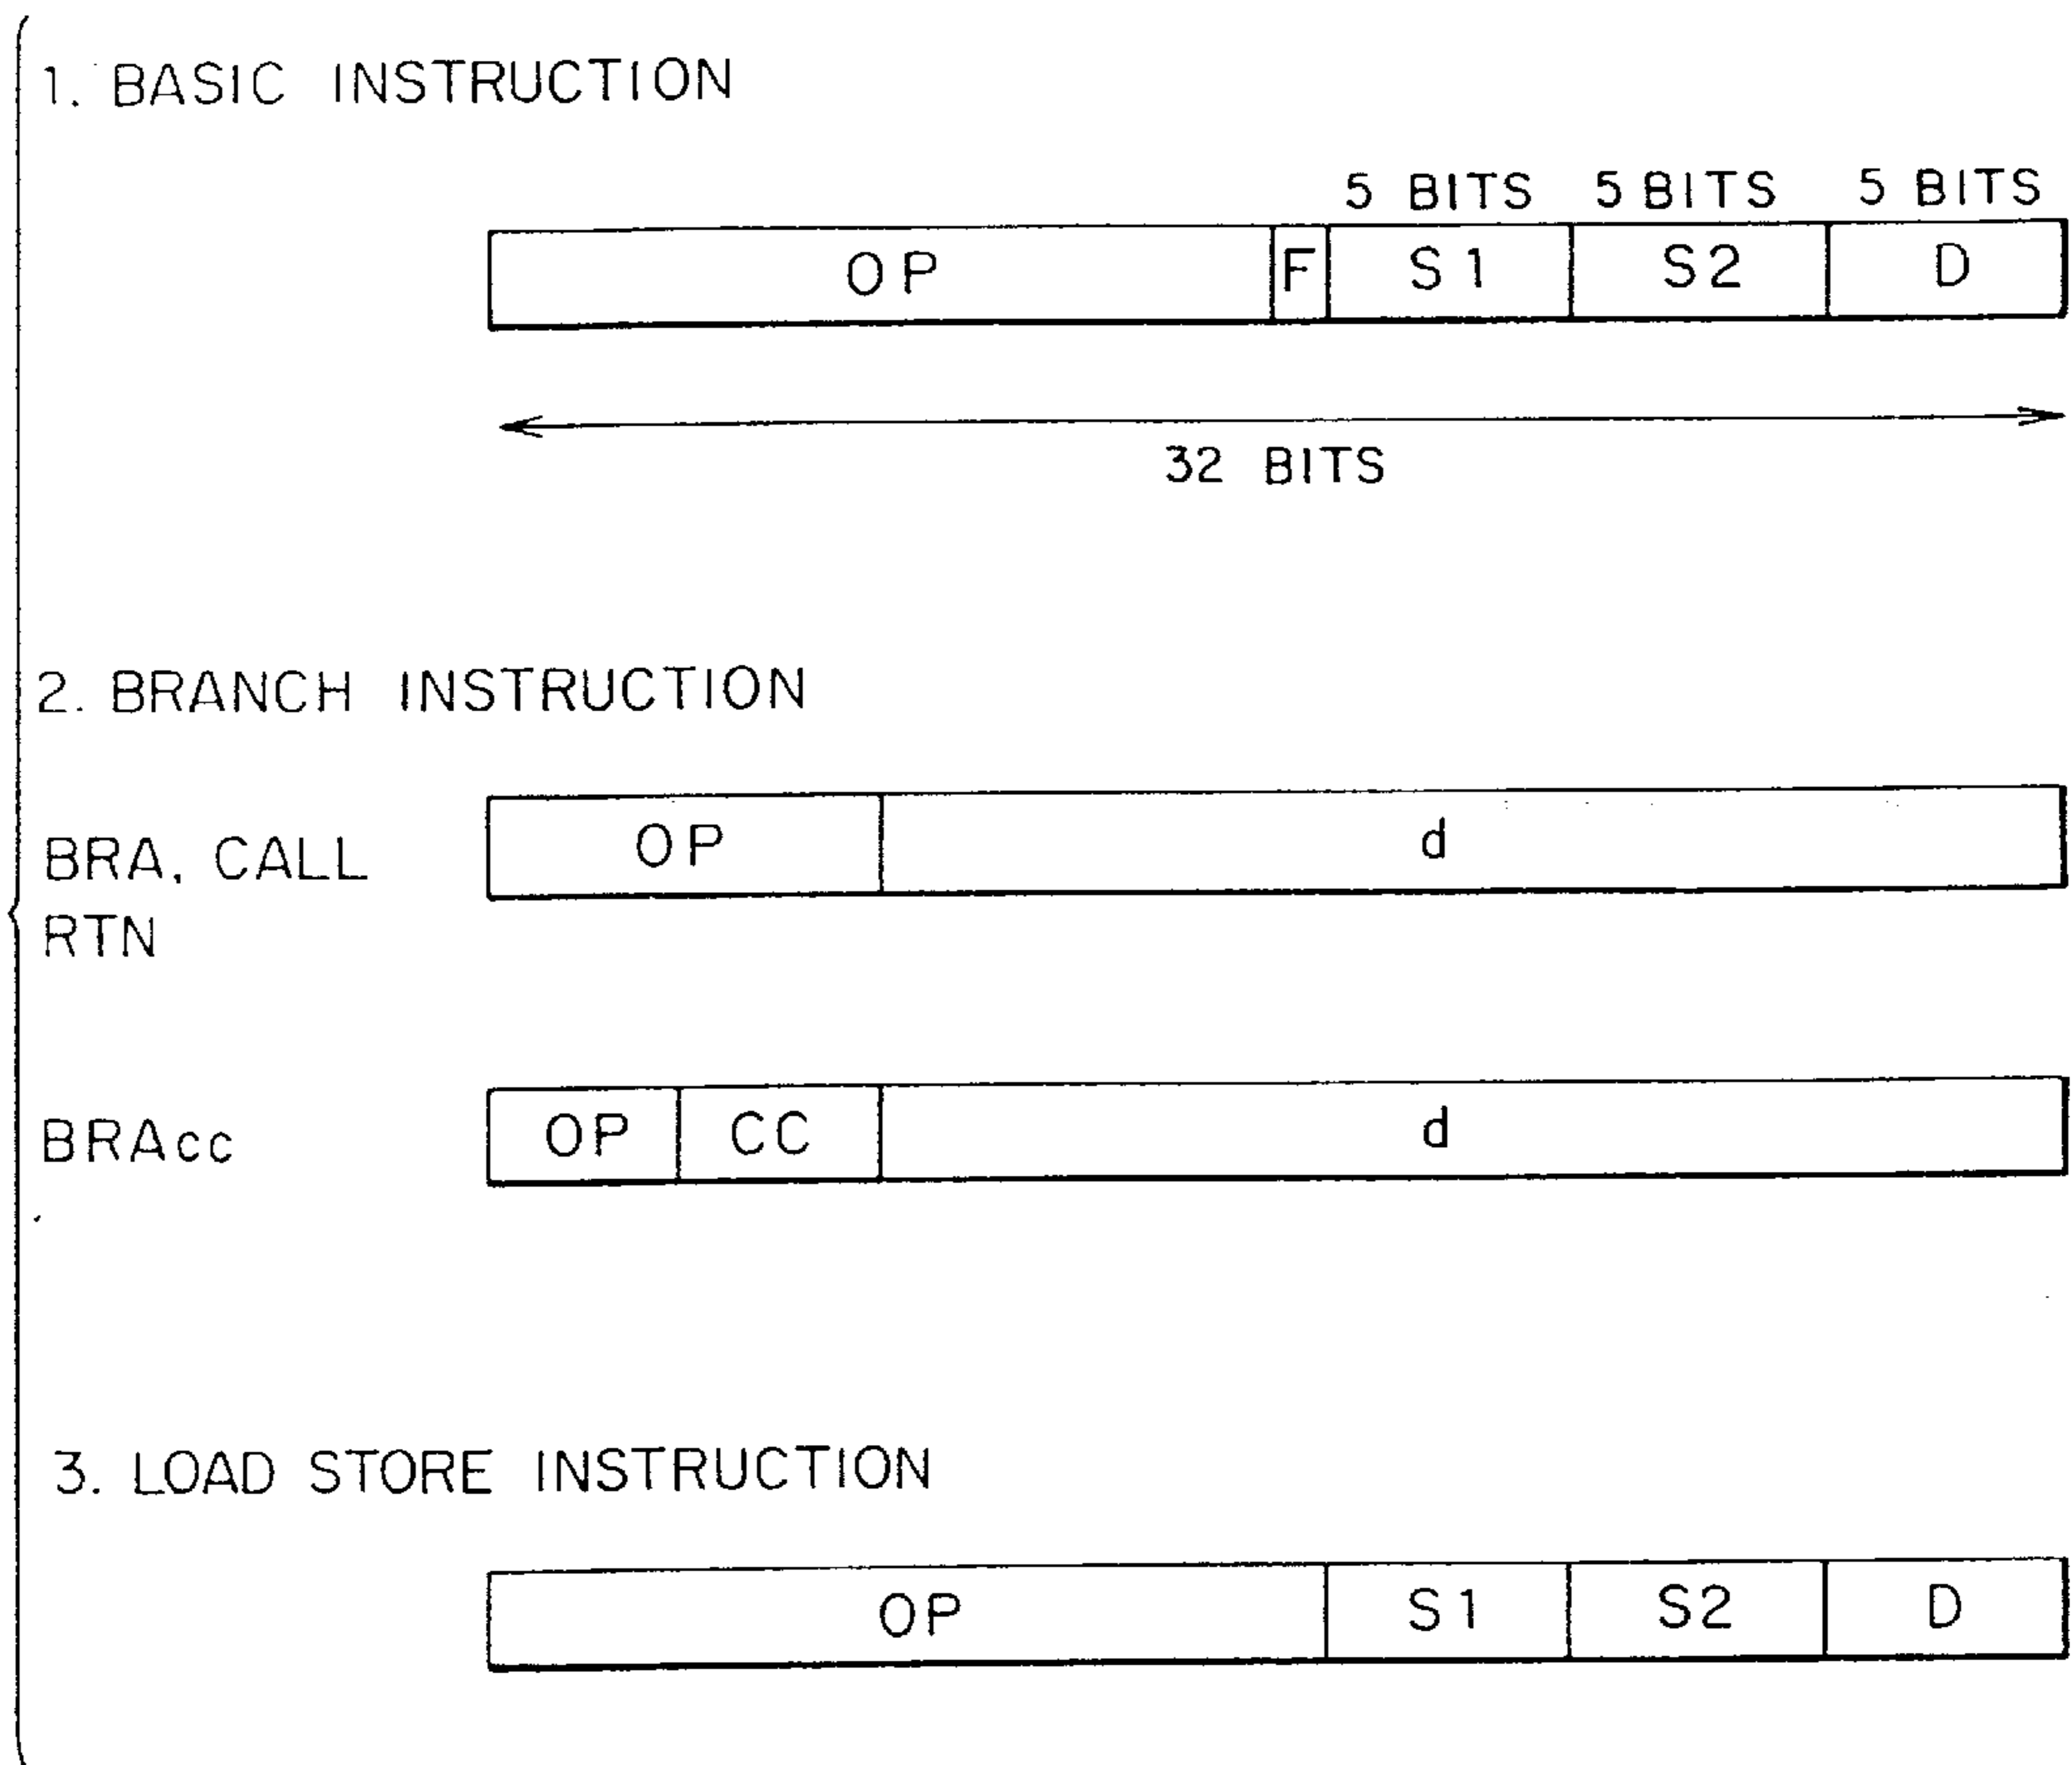 1. BASIC INSTRUCTION
5 BITS 5 BITS 5 BITS
OP F S1 S2 D
32 BITS
2. BRANCH INSTRUCTION
BRA, CALL OP d
RTN
BRAcc OP CC d
3. LOAD STORE INSTRUCTION
OP S1 S2 D